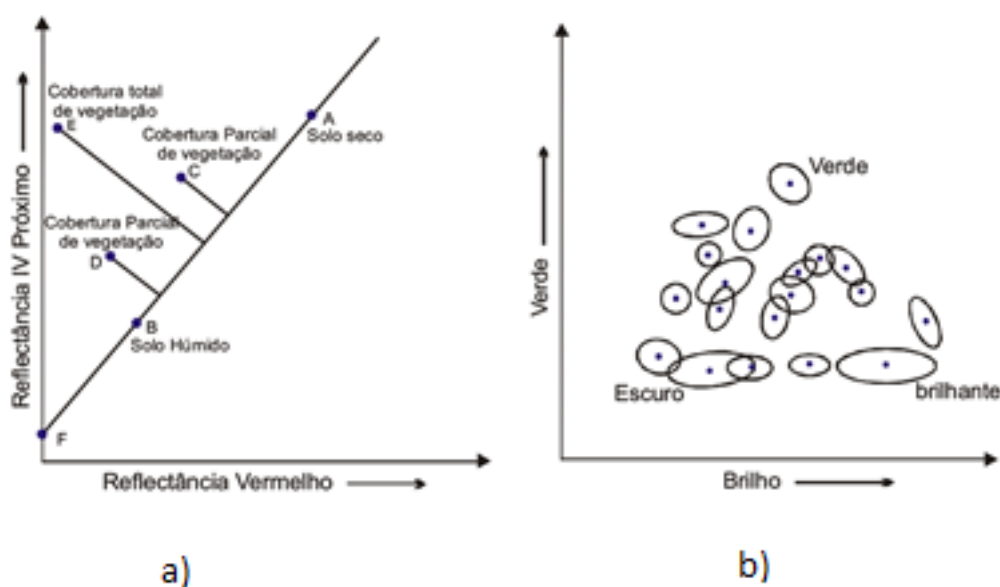 Cobertura total
de vegetação
E
Cobertura Parcial
de vegetação
C
A
Solo seco
Cobertura Parcial
de vegetação
D
B
Solo Húmido
F
Reflectância IV Próximo
Reflectância Vermelho
a)
Verde
Verde
Escuro
brilhante
Brilho
b)